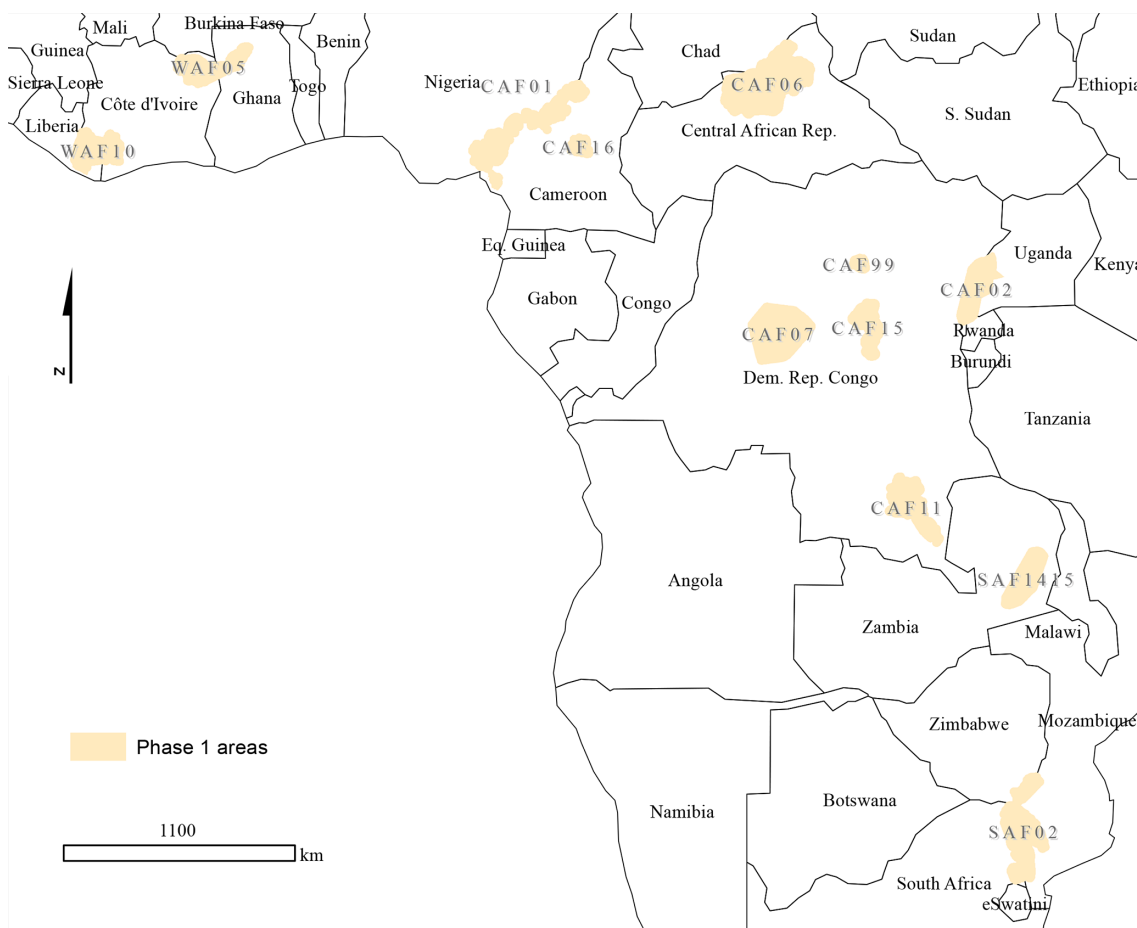 Mali
Burkina Faso
Guinea
Benin
Chad
Sudan
WAF05
Sierra Leone
Togo
Nigeria
CAF01
CAF06
Ethiopia
Côte d'Ivoire
Ghana
Liberia
S. Sudan
Central African Rep.
WAF10
CAF16
Cameroon
Eq. Guinea
Uganda
Kenya
CAF99
CAF02
Gabon
Congo
CAF07
CAF15
Rwanda
Burundi
N
Dem. Rep. Congo
Tanzania
CAF11
Angola
SAF1415
Zambia
Malawi
Zimbabwe
Mozambique
Phase 1 areas
Namibia
Botswana
SAF02
1100
km
South Africa
eSwatini